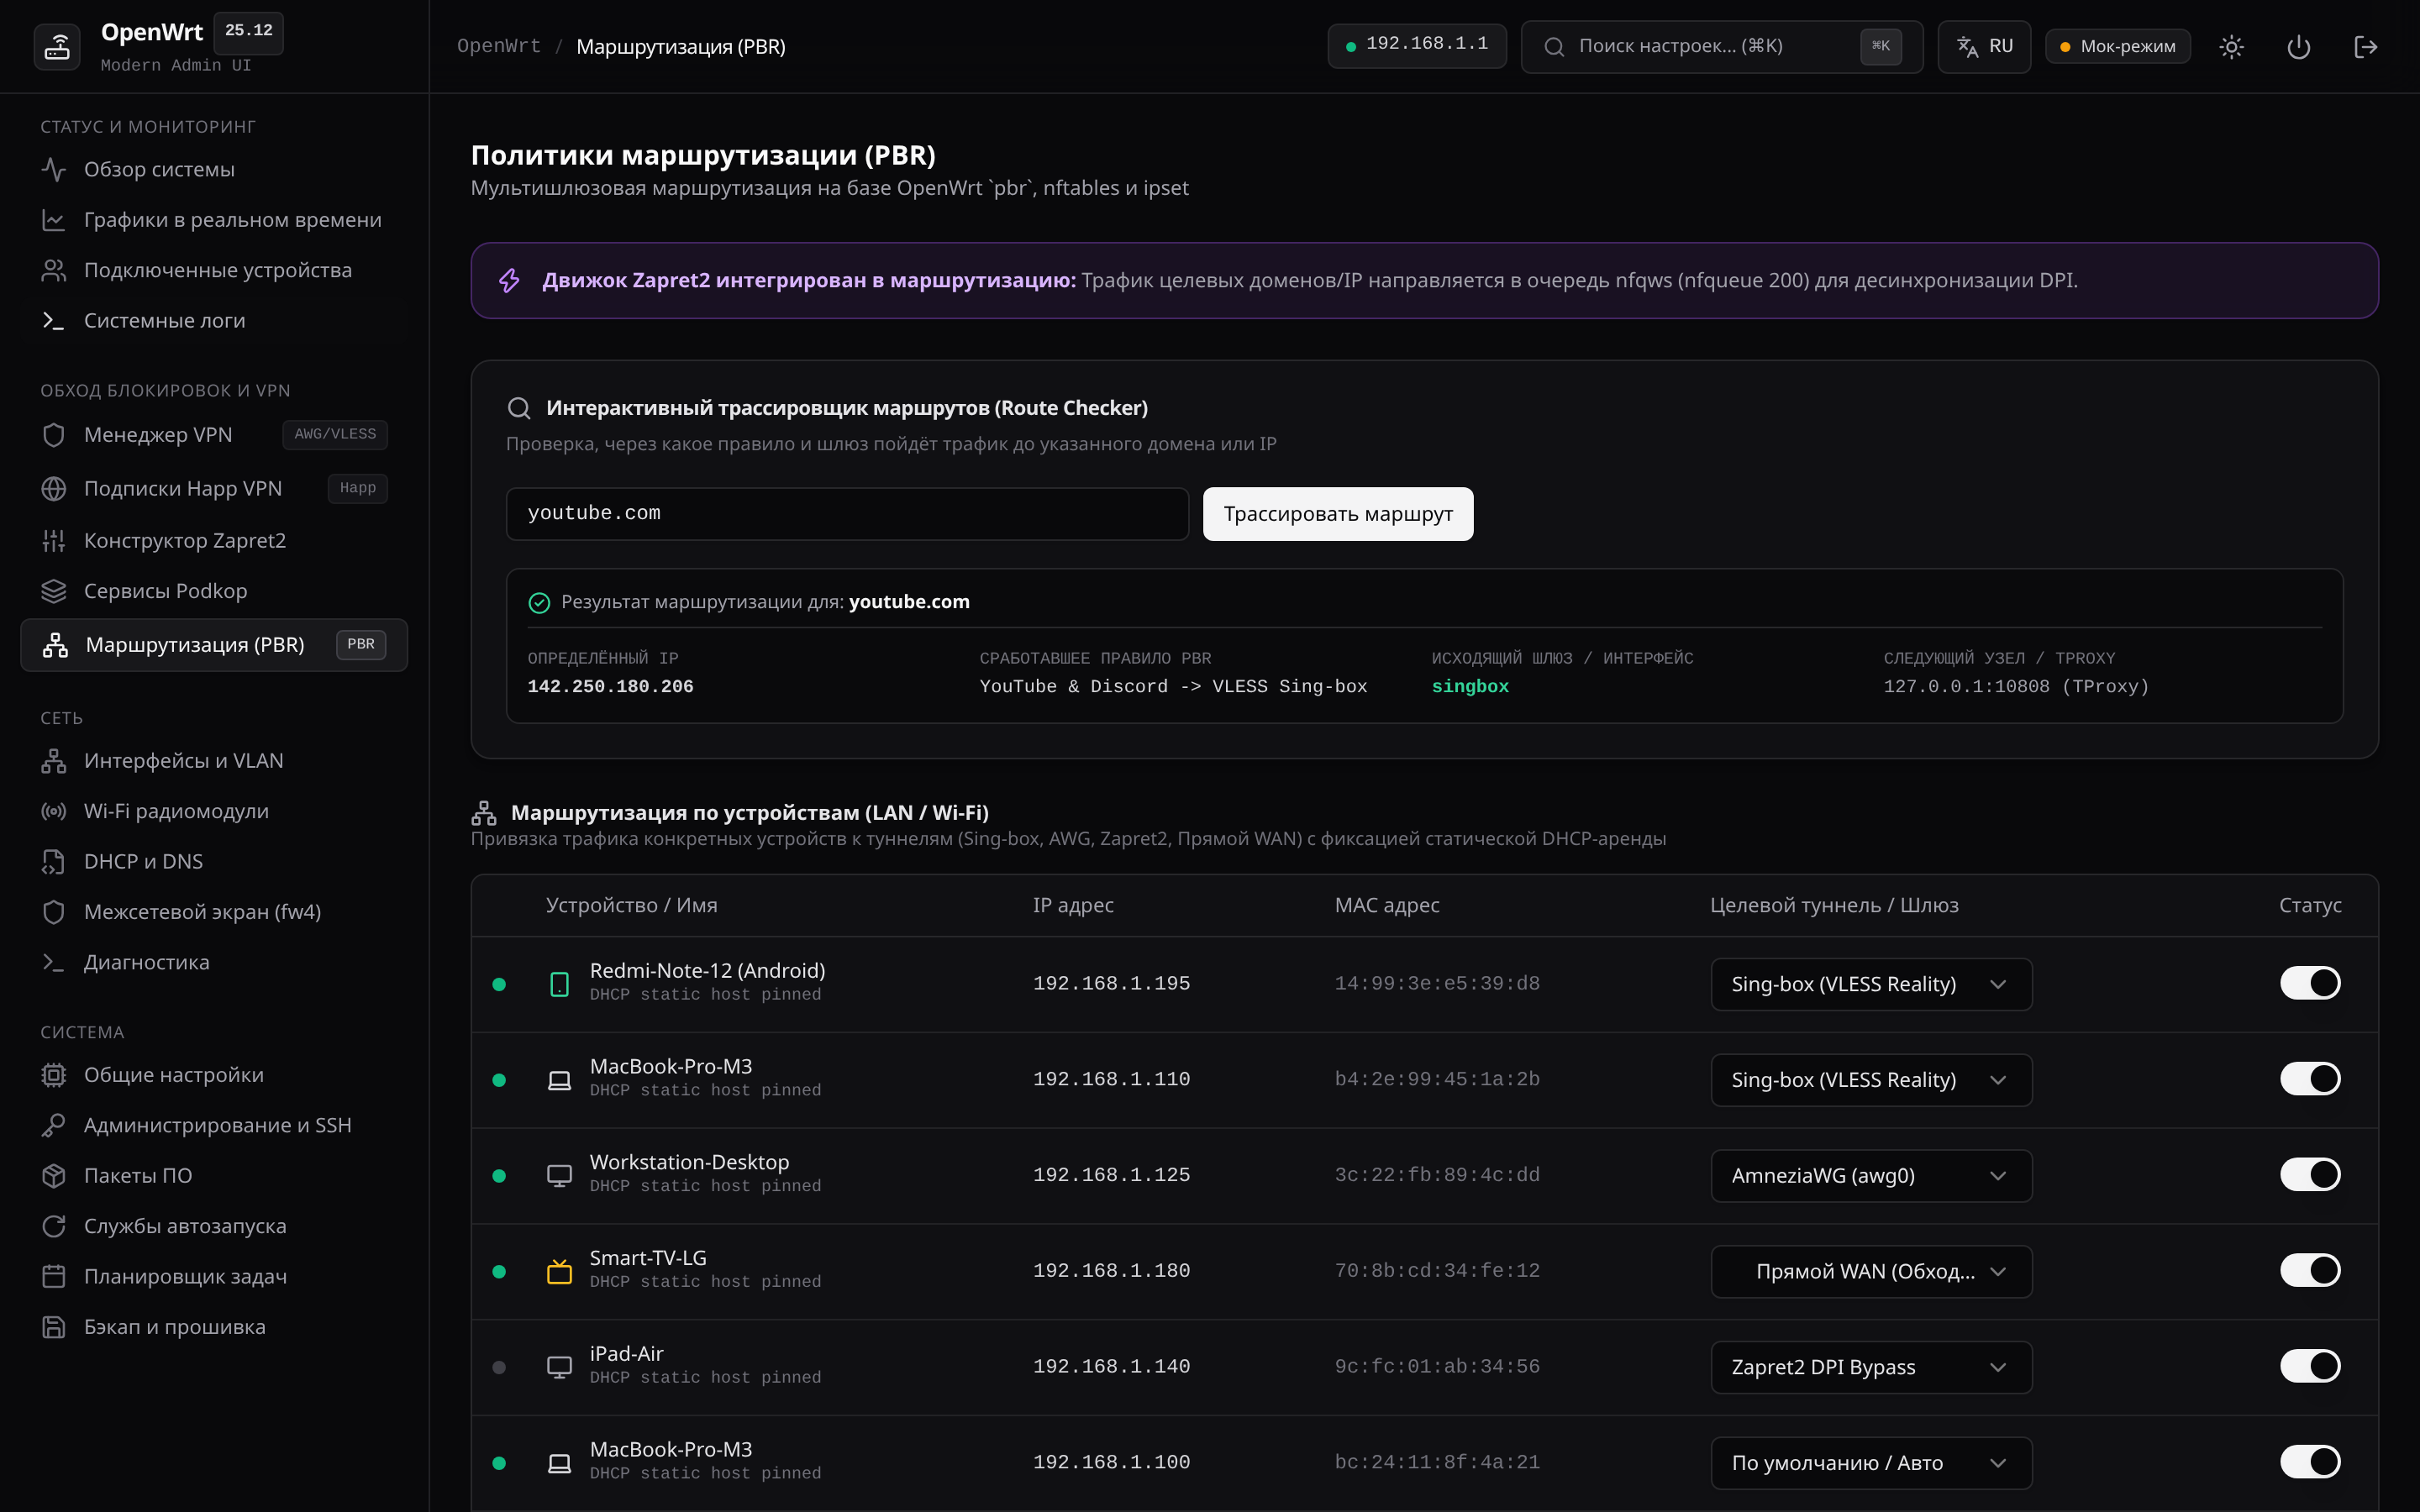 OpenWrt 25.12
Modern Admin UI
OpenWrt / Маршрутизация (PBR)
192.168.1.1
Поиск настроек... (⌘K)
⌘K
RU
Мок-режим
СТАТУС И МОНИТОРИНГ
Обзор системы
Графики в реальном времени
Подключенные устройства
Системные логи
ОБХОД БЛОКИРОВОК И VPN
Менеджер VPN AWG/VLESS
Подписки Happ VPN Happ
Конструктор Zapret2
Сервисы Podkop
Маршрутизация (PBR) PBR
СЕТЬ
Интерфейсы и VLAN
Wi-Fi радиомодули
DHCP и DNS
Межсетевой экран (fw4)
Диагностика
СИСТЕМА
Общие настройки
Администрирование и SSH
Пакеты ПО
Службы автозапуска
Планировщик задач
Бэкап и прошивка
Политики маршрутизации (PBR)
Мультишлюзовая маршрутизация на базе OpenWrt `pbr`, nftables и ipset
Движок Zapret2 интегрирован в маршрутизацию: Трафик целевых доменов/IP направляется в очередь nfqws (nfqueue 200) для десинхронизации DPI.
Интерактивный трассировщик маршрутов (Route Checker)
Проверка, через какое правило и шлюз пойдёт трафик до указанного домена или IP
youtube.com
Трассировать маршрут
Результат маршрутизации для: youtube.com
ОПРЕДЕЛЁННЫЙ IP
142.250.180.206
СРАБОТАВШЕЕ ПРАВИЛО PBR
YouTube & Discord -> VLESS Sing-box
ИСХОДЯЩИЙ ШЛЮЗ / ИНТЕРФЕЙС
singbox
СЛЕДУЮЩИЙ УЗЕЛ / TPROXY
127.0.0.1:10808 (TProxy)
Маршрутизация по устройствам (LAN / Wi-Fi)
Привязка трафика конкретных устройств к туннелям (Sing-box, AWG, Zapret2, Прямой WAN) с фиксацией статической DHCP-аренды
Устройство / Имя IP адрес MAC адрес Целевой туннель / Шлюз Статус
Redmi-Note-12 (Android)
DHCP static host pinned
192.168.1.195 14:99:3e:e5:39:d8 Sing-box (VLESS Reality)
MacBook-Pro-M3
DHCP static host pinned
192.168.1.110 b4:2e:99:45:1a:2b Sing-box (VLESS Reality)
Workstation-Desktop
DHCP static host pinned
192.168.1.125 3c:22:fb:89:4c:dd AmneziaWG (awg0)
Smart-TV-LG
DHCP static host pinned
192.168.1.180 70:8b:cd:34:fe:12 Прямой WAN (Обход...
iPad-Air
DHCP static host pinned
192.168.1.140 9c:fc:01:ab:34:56 Zapret2 DPI Bypass
MacBook-Pro-M3
DHCP static host pinned
192.168.1.100 bc:24:11:8f:4a:21 По умолчанию / Авто